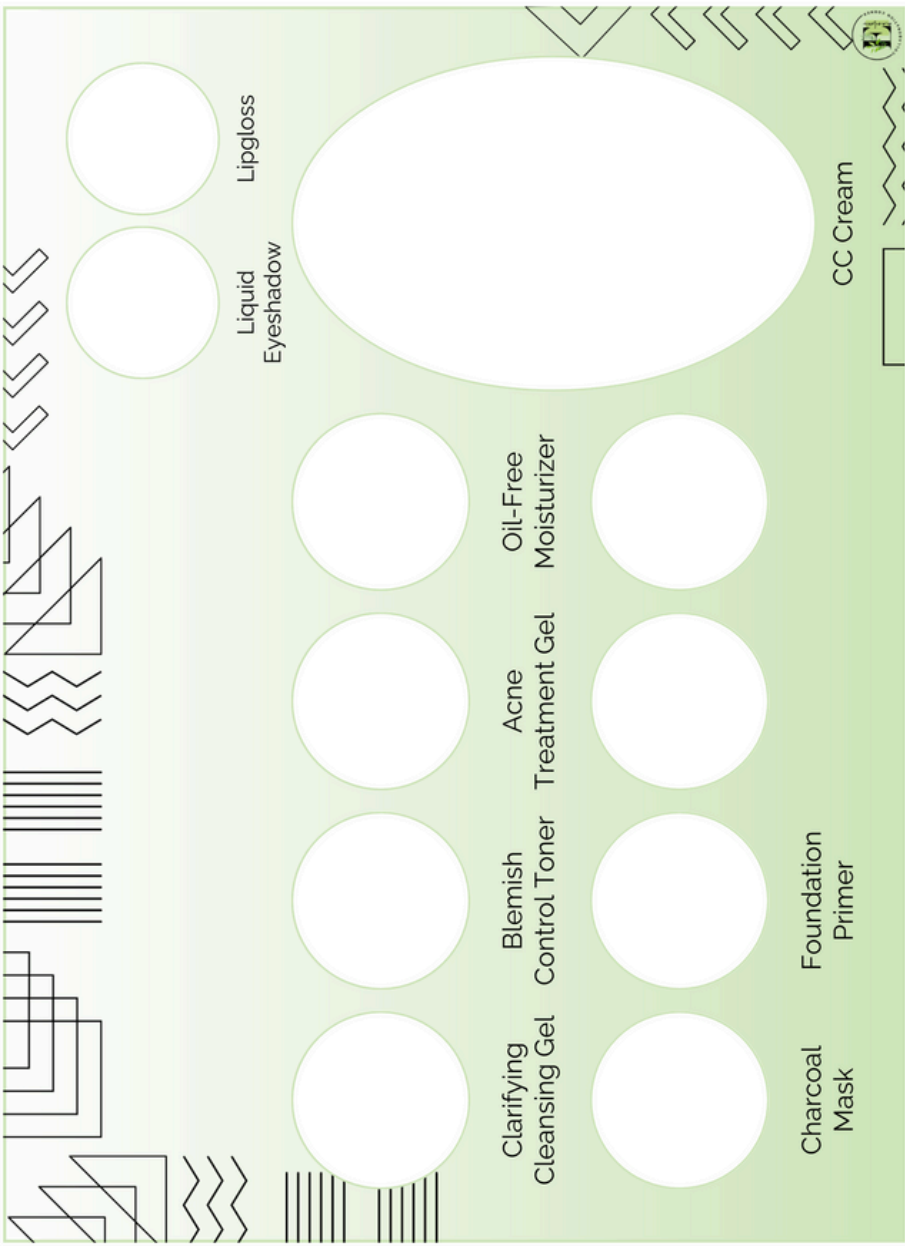 Lipgloss
Liquid
Eyeshadow
CC Cream
Clarifying
Cleansing Gel
Blemish
Control Toner
Acne
Treatment Gel
Oil-Free
Moisturizer
Charcoal
Mask
Foundation
Primer